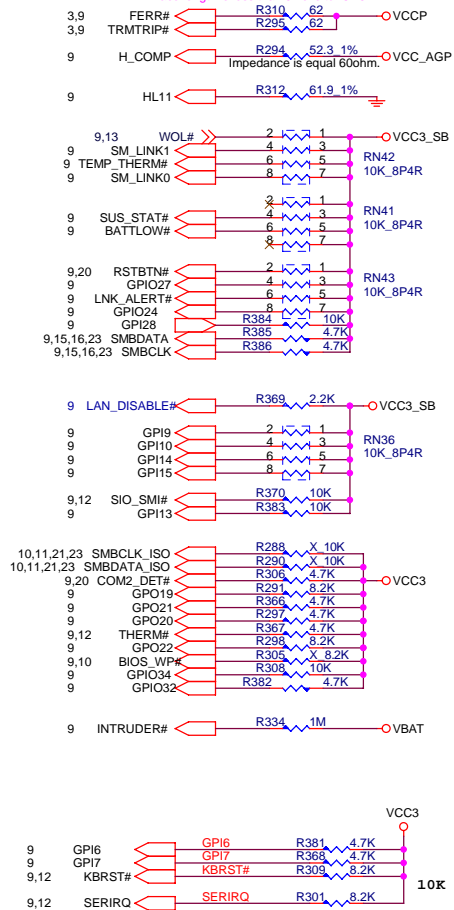 3,9 FERR# R310 62 VCCP
3,9 TRMTRIP# R295 62
9 H_COMP R294 52.3_1% VCC_AGP
Impedance is equal 60ohm.
9 HL11 R312 61.9_1%
9,13 WOL# 2 1 VCC3_SB
9 SM_LINK1 4 3 RN42
9 TEMP_THERM# 6 5 10K_8P4R
9 SM_LINK0 8 7
2 1
9 SUS_STAT# 4 3 RN41
9 BATTLOW# 6 5 10K_8P4R
8 7
9,20 RSTBTN# 2 1
9 GPIO27 4 3 RN43
9 LNK_ALERT# 6 5 10K_8P4R
9 GPIO24 8 7
9 GPI28 R384 10K
9,15,16,23 SMBDATA R385 4.7K
9,15,16,23 SMBCLK R386 4.7K
9 LAN_DISABLE# R369 2.2K VCC3_SB
9 GPI9 2 1
9 GPI10 4 3 RN36
9 GPI14 6 5 10K_8P4R
9 GPI15 8 7
9,12 SIO_SMI# R370 10K
9 GPI13 R383 10K
10,11,21,23 SMBCLK_ISO R288 X_10K
10,11,21,23 SMBDATA_ISO R290 X_10K
9,20 COM2_DET# R306 4.7K VCC3
9 GPO19 R291 8.2K
9 GPO21 R366 4.7K
9 GPO20 R297 4.7K
9,12 THERM# R367 4.7K
9 GPO22 R298 8.2K
9,10 BIOS_WP# R305 X_8.2K
9 GPIO34 R308 10K
9 GPIO32 R382 4.7K
9 INTRUDER# R334 1M VBAT
VCC3
9 GPI6 GPI6 R381 4.7K
9 GPI7 GPI7 R368 4.7K
9,12 KBRST# KBRST# R309 8.2K
10K
9,12 SERIRQ SERIRQ R301 8.2K